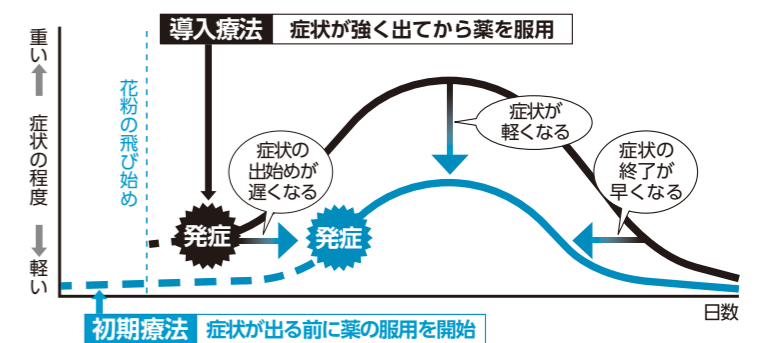 導入療法 症状が強く出てから薬を服用
重い
症状の程度
軽い
花粉の飛び始め
症状の
出始めが
遅くなる
症状が
軽くなる
症状の
終了が
早くなる
発症
発症
日数
初期療法 症状が出る前に薬の服用を開始